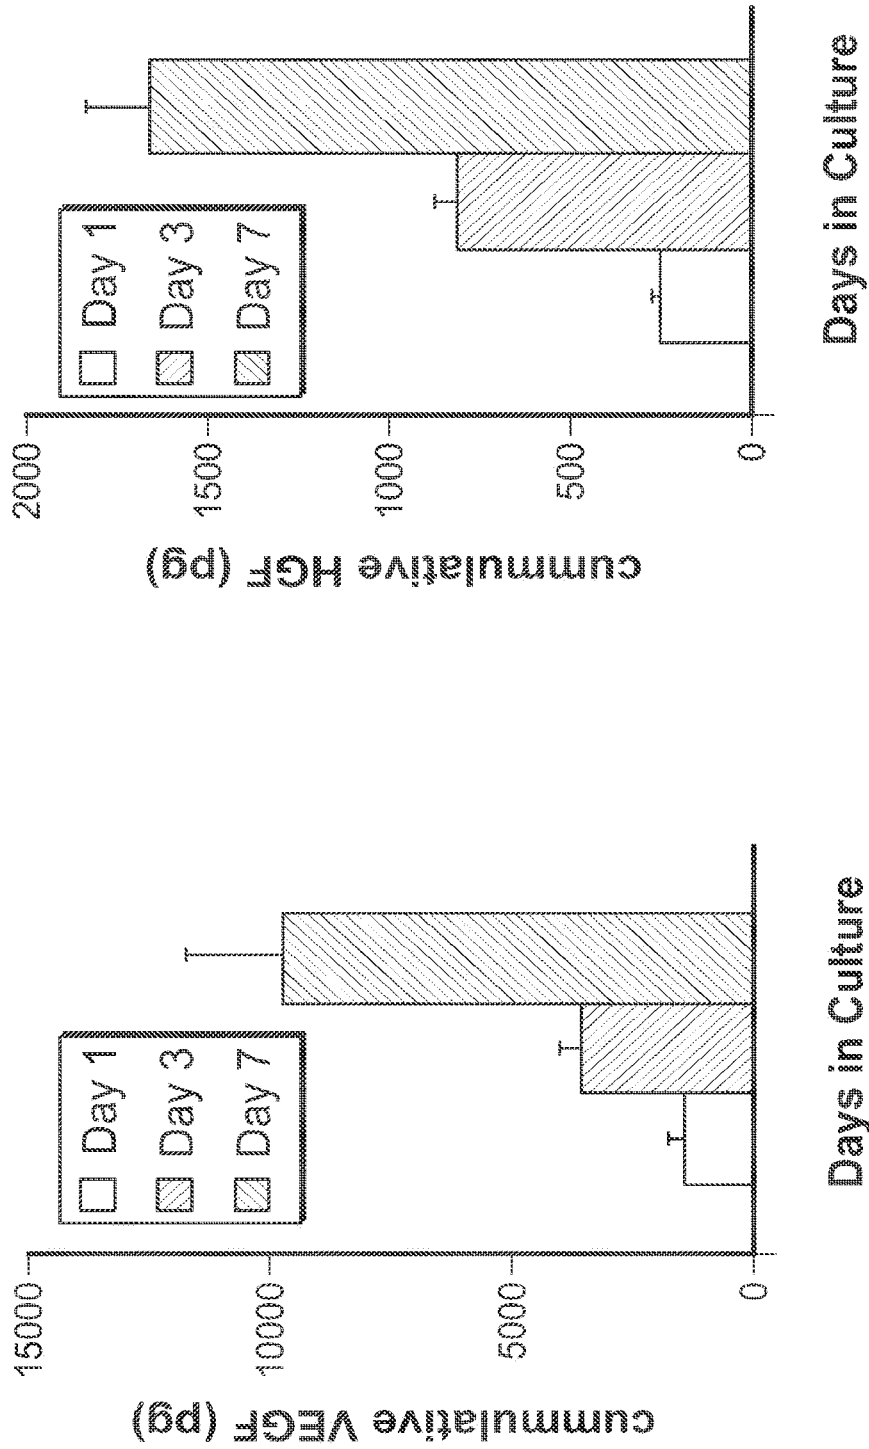 cummulative VEGF (pg)
15000
10000
5000
0
Day 1
Day 3
Day 7
Days in Culture
cummulative HGF (pg)
2000
1500
1000
500
0
Day 1
Day 3
Day 7
Days in Culture